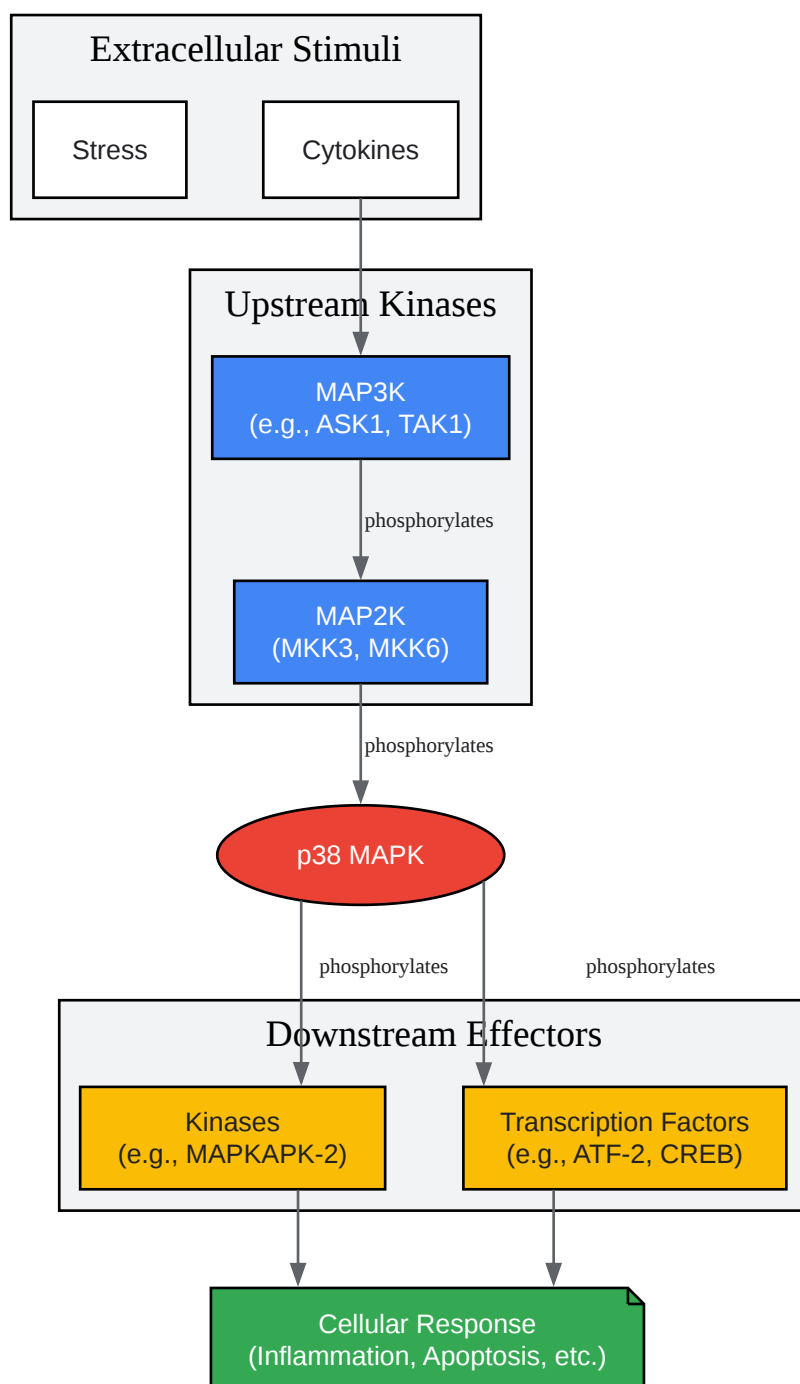 Extracellular Stimuli
Stress
Cytokines
Upstream Kinases
MAP3K
(e.g., ASK1, TAK1)
phosphorylates
MAP2K
(MKK3, MKK6)
phosphorylates
p38 MAPK
phosphorylates
phosphorylates
Downstream Effectors
Kinases
(e.g., MAPKAPK-2)
Transcription Factors
(e.g., ATF-2, CREB)
Cellular Response
(Inflammation, Apoptosis, etc.)